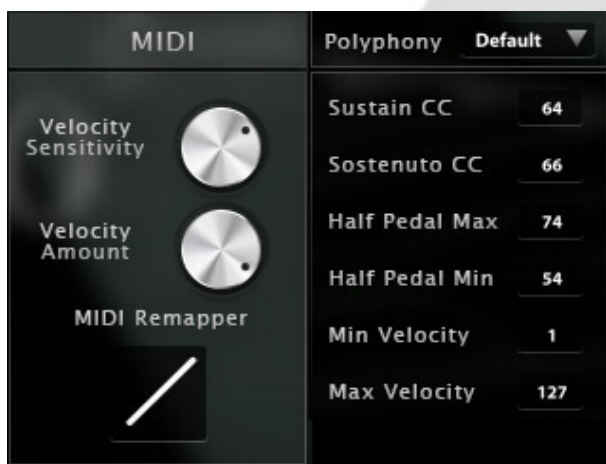 MIDI
Velocity
Sensitivity
Velocity
Amount
MIDI Remapper
Polyphony Default
Sustain CC 64
Sostenuto CC 66
Half Pedal Max 74
Half Pedal Min 54
Min Velocity 1
Max Velocity 127